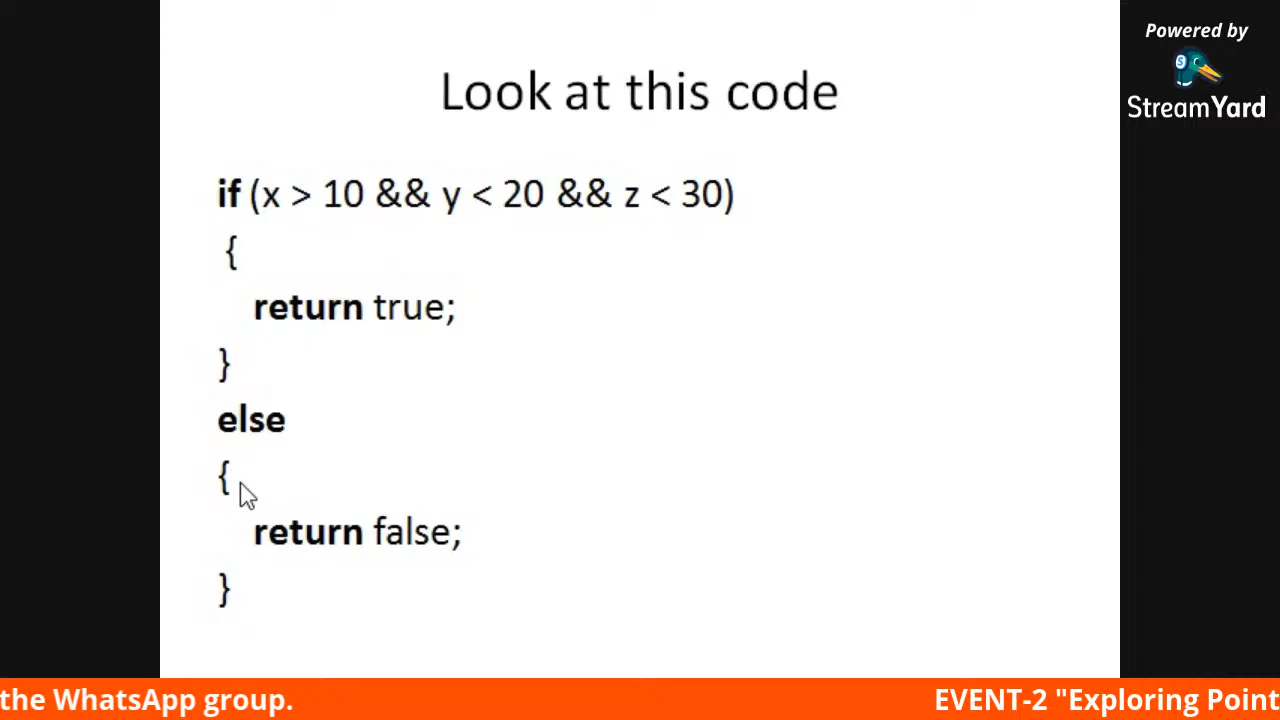 Powered by
StreamYard
Look at this code
if (x > 10 && y < 20 && z < 30)
{
return true;
}
else
{
return false;
}
the WhatsApp group.
EVENT-2 "Exploring Point